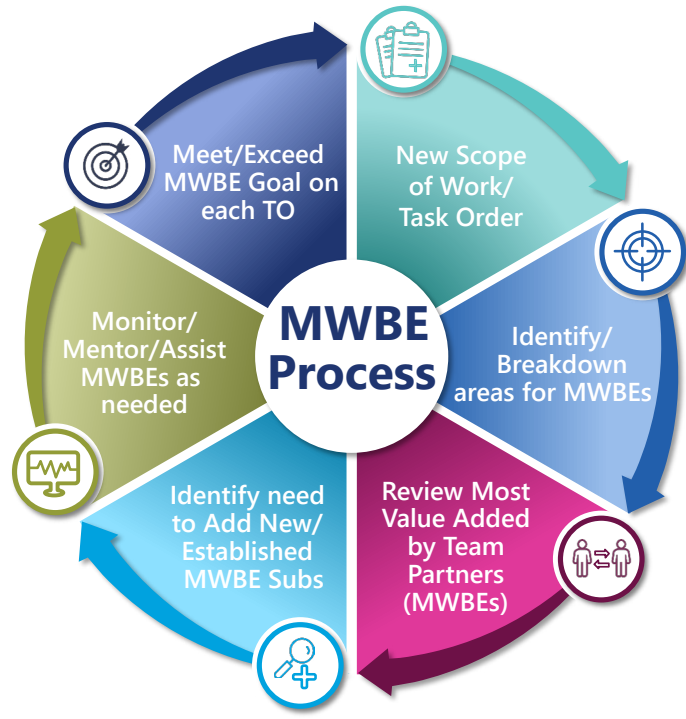 MWBE
Process
New Scope
of Work/
Task Order
Identify/
Breakdown
areas for MWBEs
Review Most
Value Added
by Team
Partners
(MWBEs)
Identify need
to Add New/
Established
MWBE Subs
Monitor/
Mentor/Assist
MWBEs as
needed
Meet/Exceed
MWBE Goal on
each TO